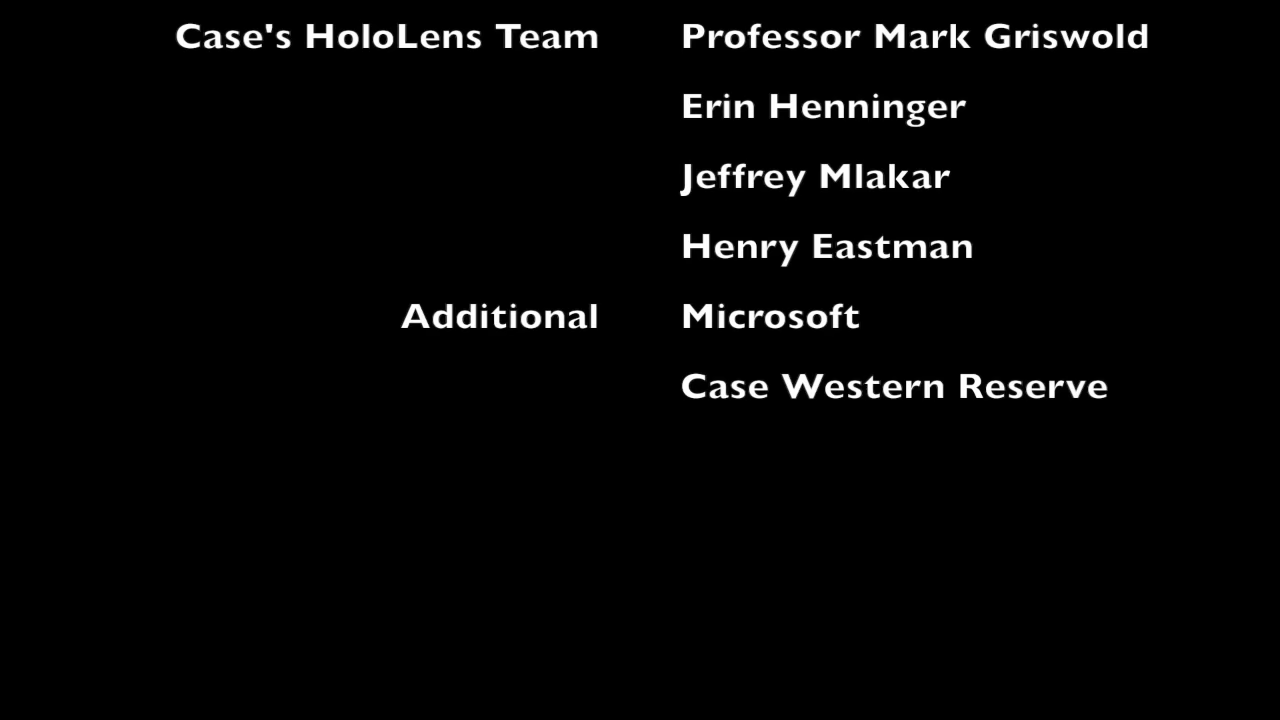 Case's HoloLens Team Professor Mark Griswold
Erin Henninger
Jeffrey Mlakar
Henry Eastman
Additional Microsoft
Case Western Reserve